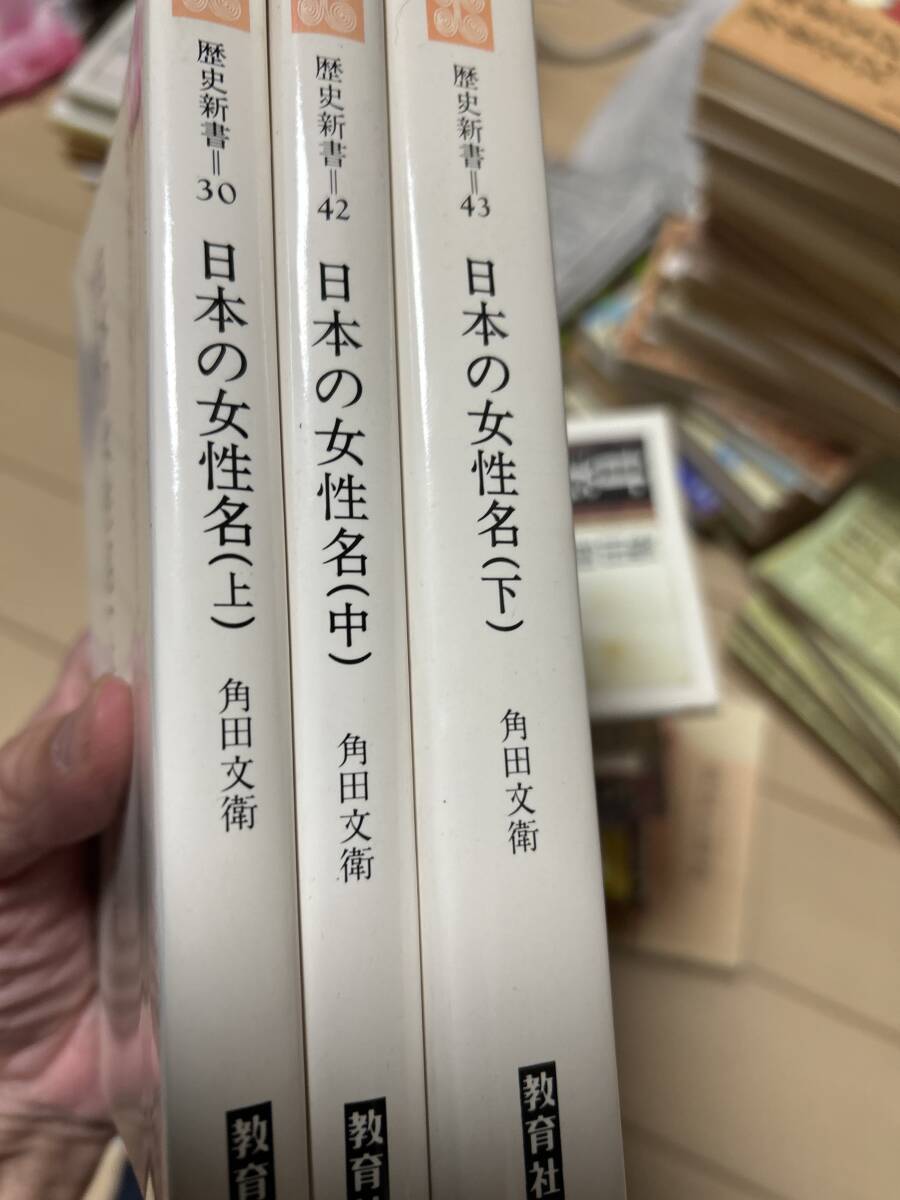 歴史新書=30
日本の女性名(上)
角田文衛
教育
歴史新書=42
日本の女性名(中)
角田文衛
教育社
歴史新書=43
日本の女性名(下)
角田文衛
教育社